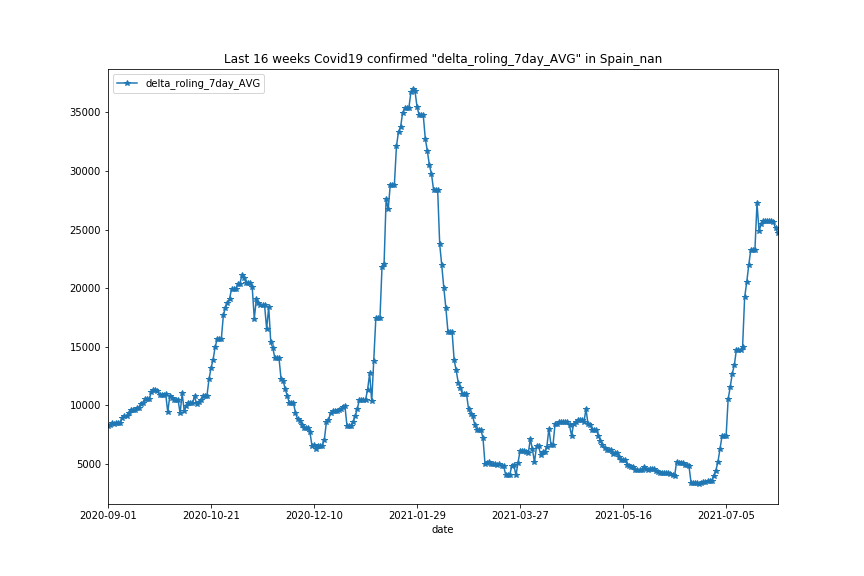 Last 16 weeks Covid19 confirmed "delta_roling_7day_AVG" in Spain_nan
delta_roling_7day_AVG
35000
30000
25000
20000
15000
10000
5000
2020-09-01 2020-10-21 2020-12-10 2021-01-29 2021-03-27 2021-05-16 2021-07-05
date